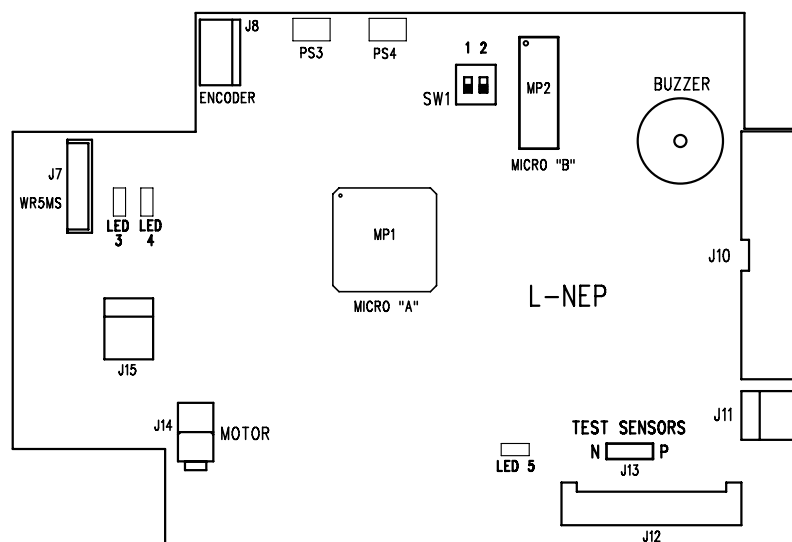 J8
PS3
PS4
1 2
SW1
MP2
BUZZER
ENCODER
MICRO "B"
J7
WR5MS
LED
3
LED
4
MP1
MICRO "A"
J10
L-NEP
J15
J14
MOTOR
J11
TEST SENSORS
N
P
J13
LED 5
J12